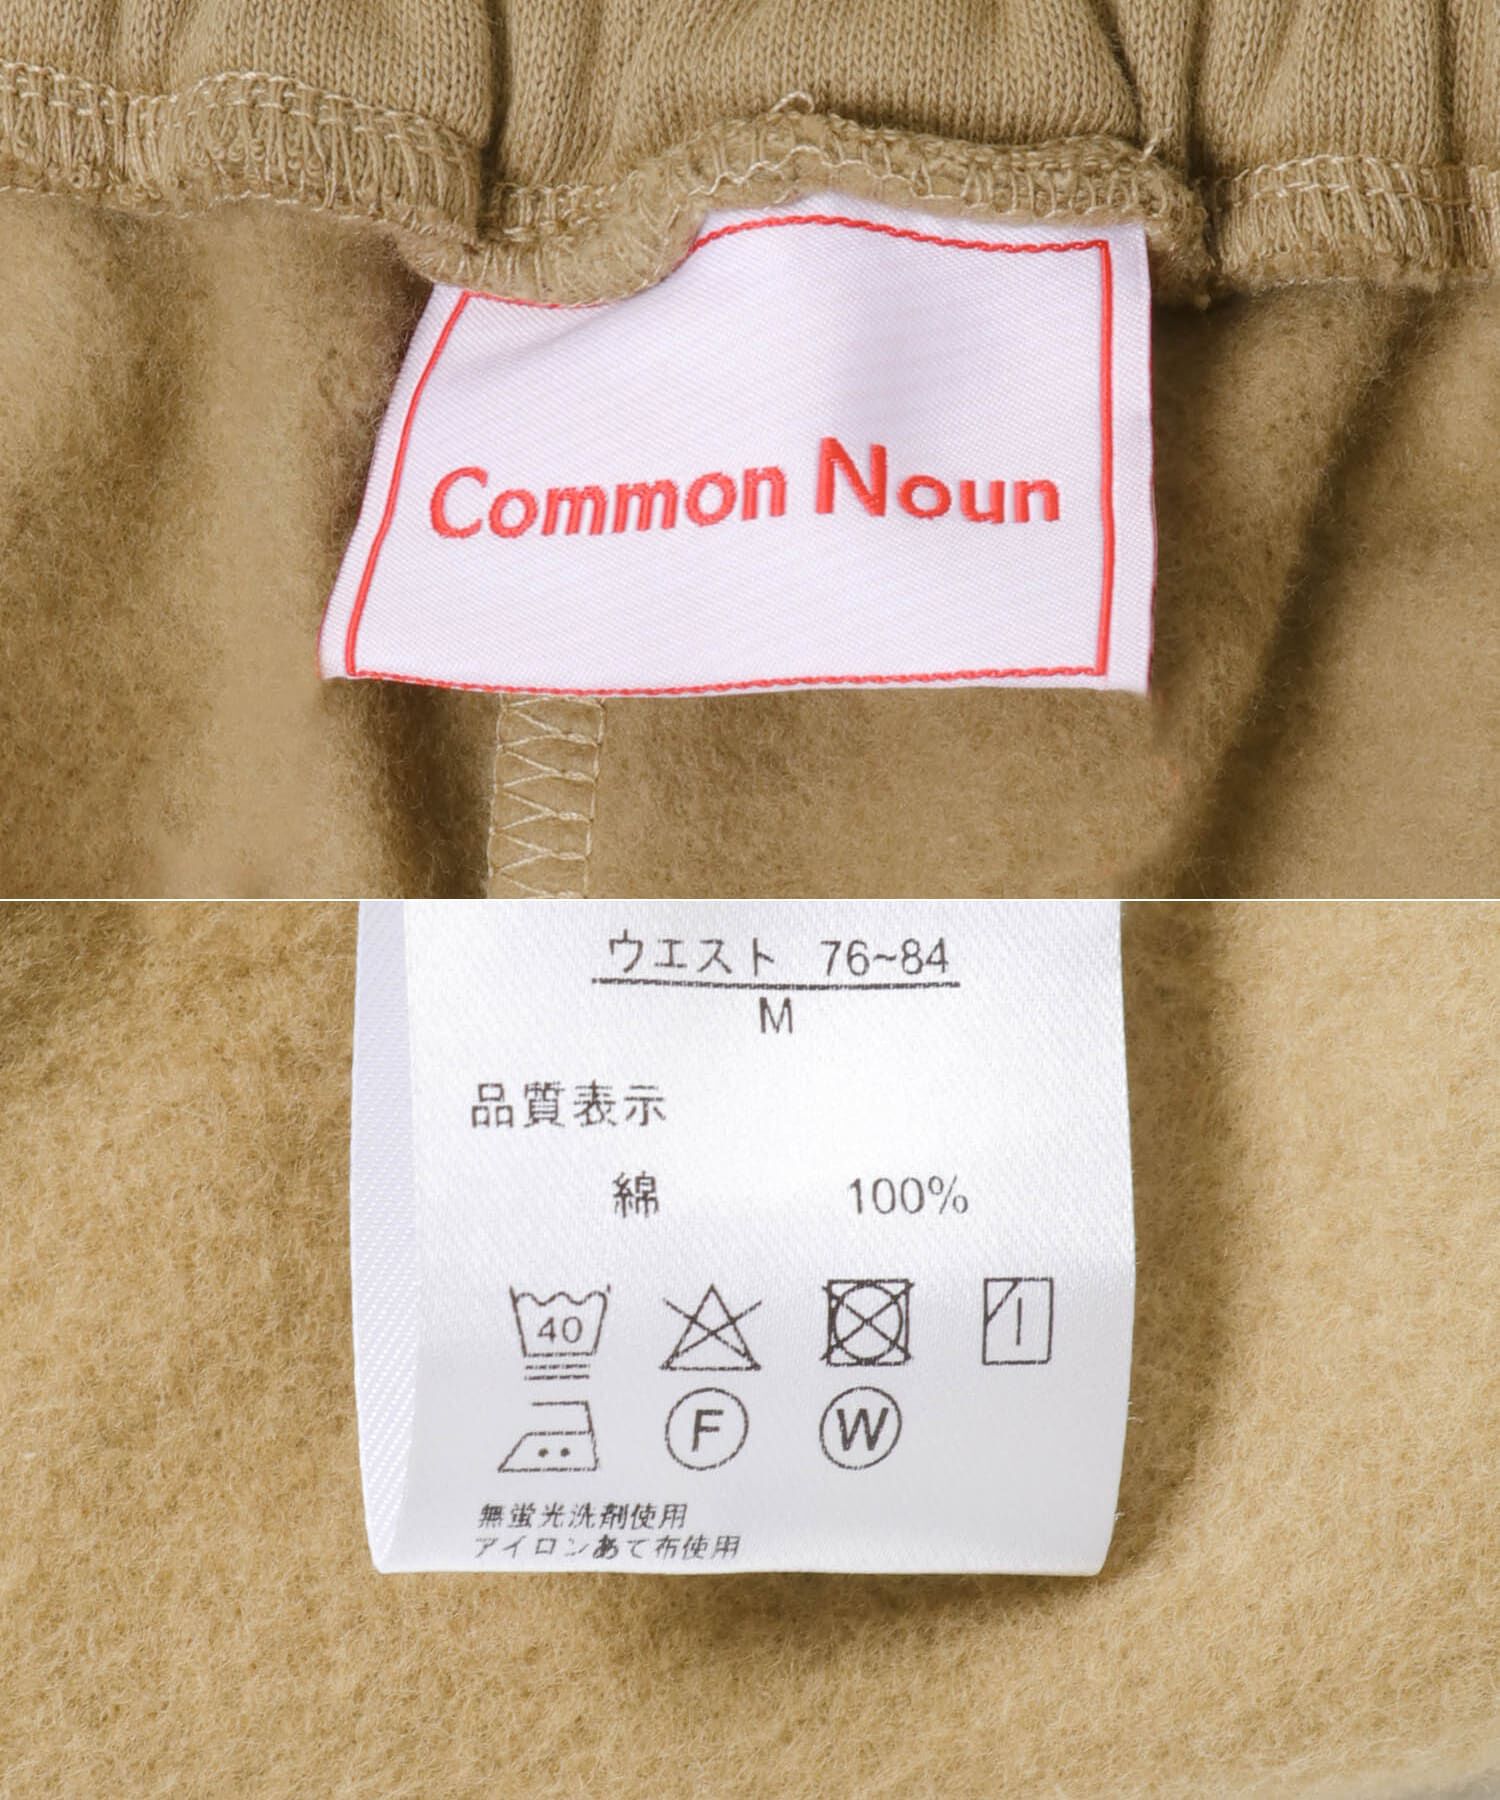 Common Noun
ウエスト 76~84
M
品質表示
綿 100%
40
F W
無蛍光洗剤使用
アイロンあて布使用